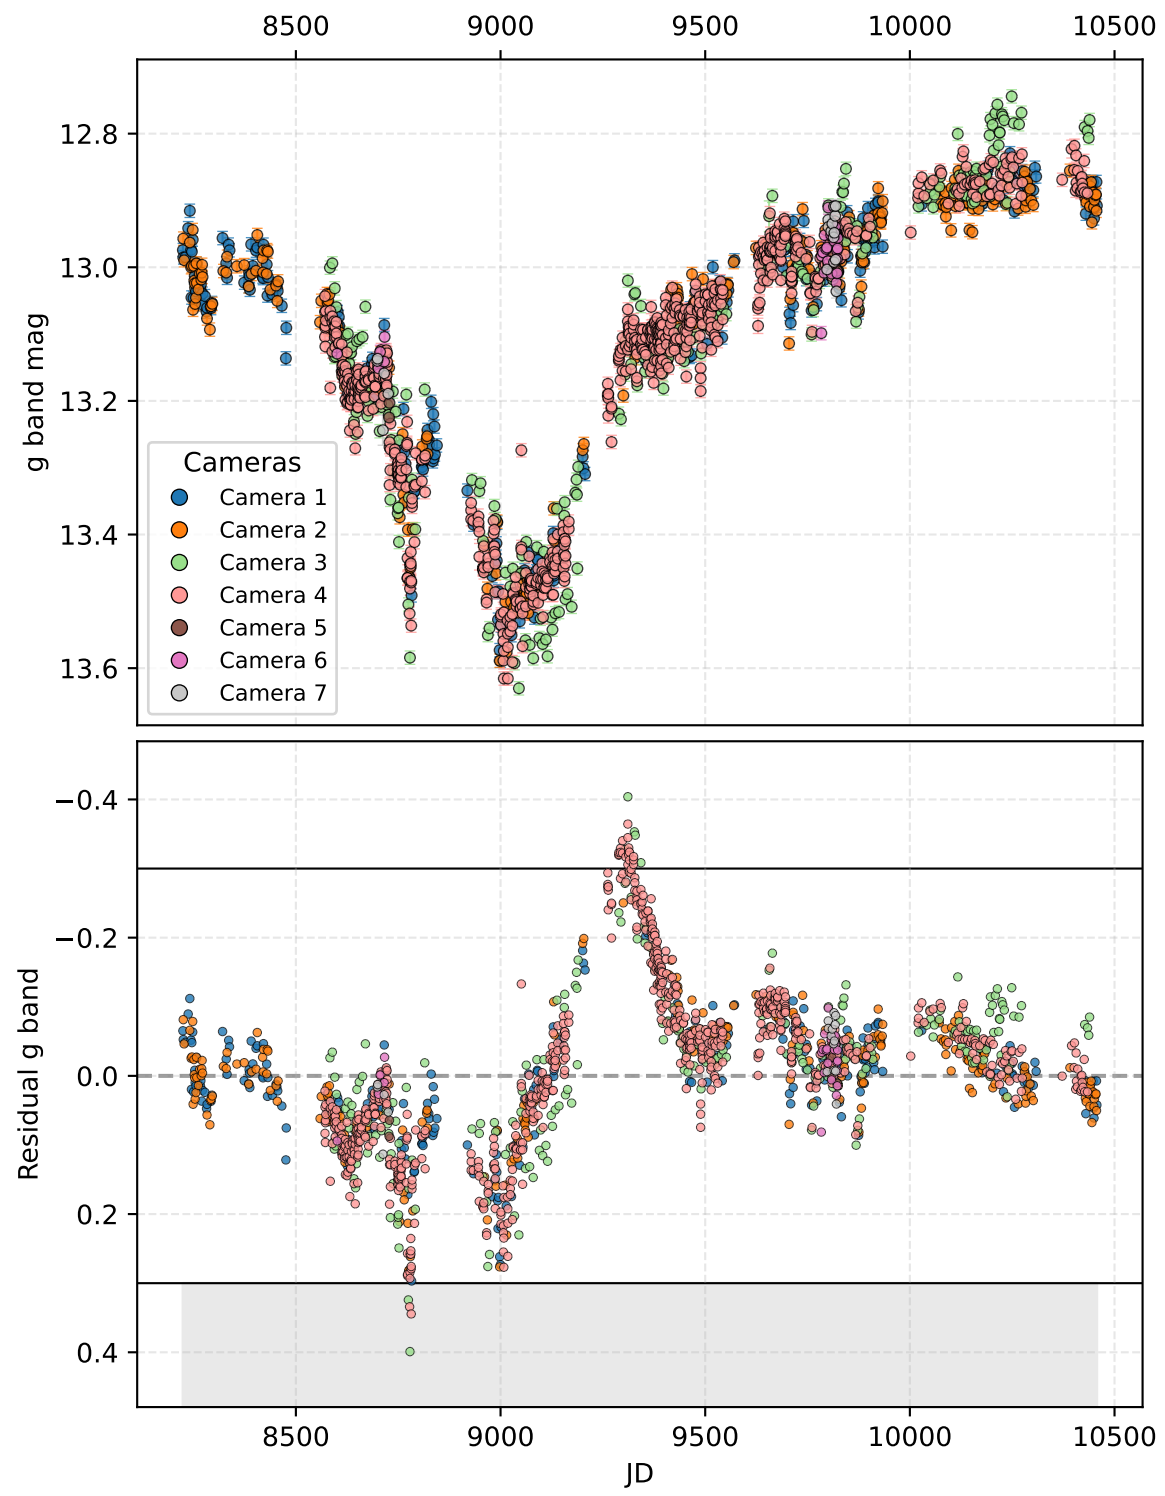 8500 9000 9500 10000 10500
12.8
13.0
13.2
13.4
13.6
g band mag
Cameras
Camera 1
Camera 2
Camera 3
Camera 4
Camera 5
Camera 6
Camera 7
−0.4
−0.2
0.0
0.2
0.4
Residual g band
8500 9000 9500 10000 10500
JD